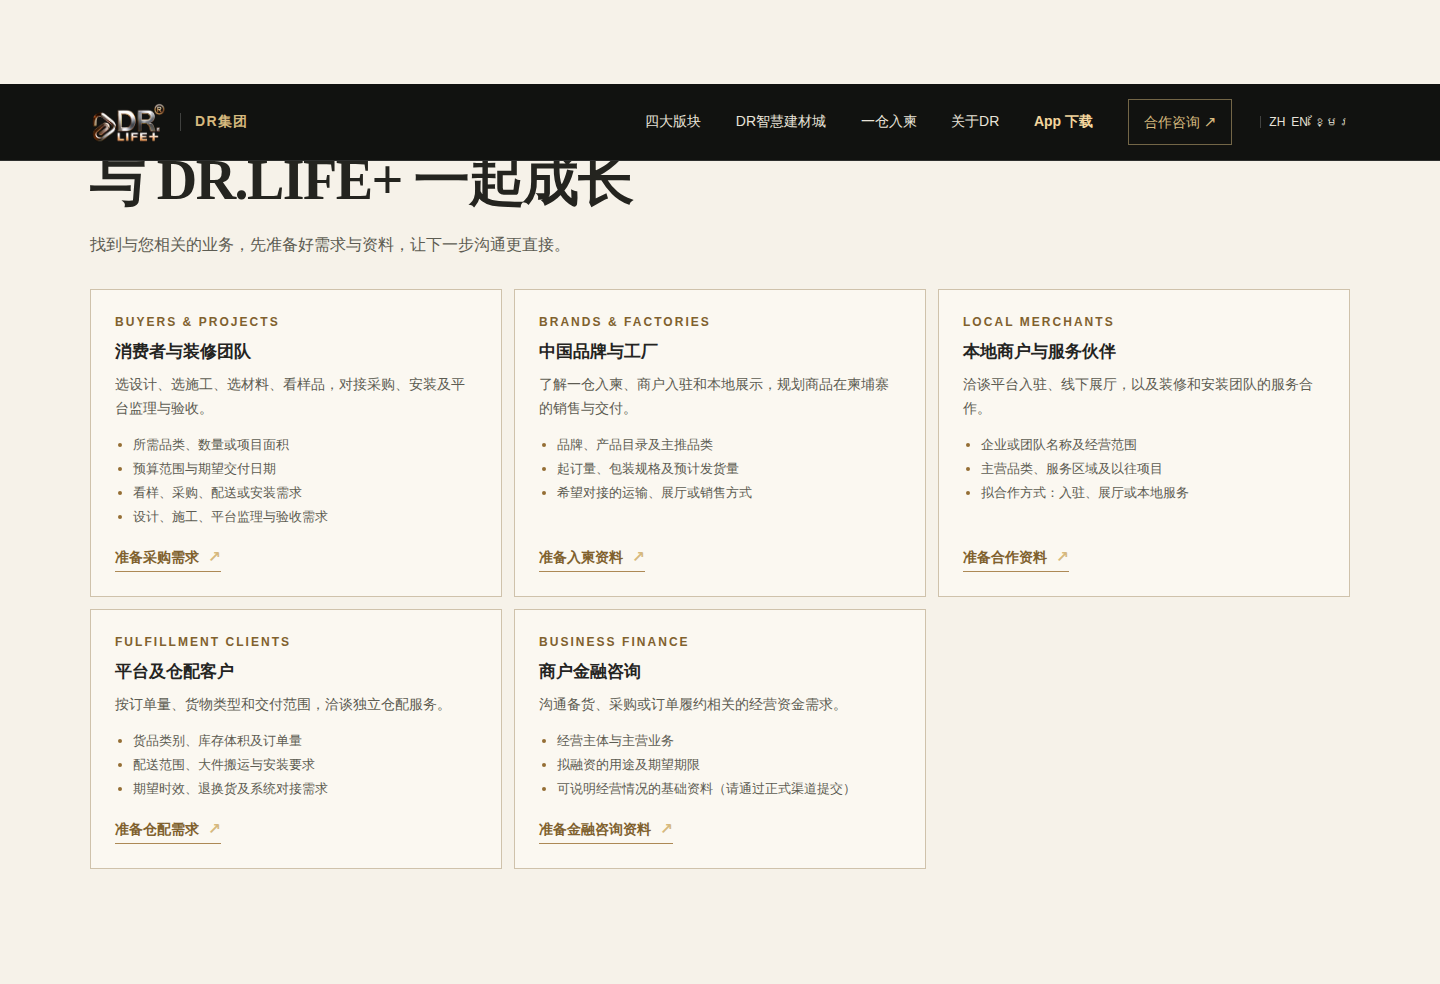 DR.® LIFE+
DR集团
四大版块
DR智慧建材城
一仓入柬
关于DR
App 下载
合作咨询 ↗
ZH EN ខ្មែរ
与 DR.LIFE+ 一起成长
找到与您相关的业务，先准备好需求与资料，让下一步沟通更直接。
BUYERS & PROJECTS
消费者与装修团队
选设计、选施工、选材料、看样品，对接采购、安装及平
台监理与验收。
所需品类、数量或项目面积
预算范围与期望交付日期
看样、采购、配送或安装需求
设计、施工、平台监理与验收需求
准备采购需求 ↗
BRANDS & FACTORIES
中国品牌与工厂
了解一仓入柬、商户入驻和本地展示，规划商品在柬埔寨
的销售与交付。
品牌、产品目录及主推品类
起订量、包装规格及预计发货量
希望对接的运输、展厅或销售方式
准备入柬资料 ↗
LOCAL MERCHANTS
本地商户与服务伙伴
洽谈平台入驻、线下展厅，以及装修和安装团队的服务合
作。
企业或团队名称及经营范围
主营品类、服务区域及以往项目
拟合作方式：入驻、展厅或本地服务
准备合作资料 ↗
FULFILLMENT CLIENTS
平台及仓配客户
按订单量、货物类型和交付范围，洽谈独立仓配服务。
货品类别、库存体积及订单量
配送范围、大件搬运与安装要求
期望时效、退换货及系统对接需求
准备仓配需求 ↗
BUSINESS FINANCE
商户金融咨询
沟通备货、采购或订单履约相关的经营资金需求。
经营主体与主营业务
拟融资的用途及期望期限
可说明经营情况的基础资料（请通过正式渠道提交）
准备金融咨询资料 ↗